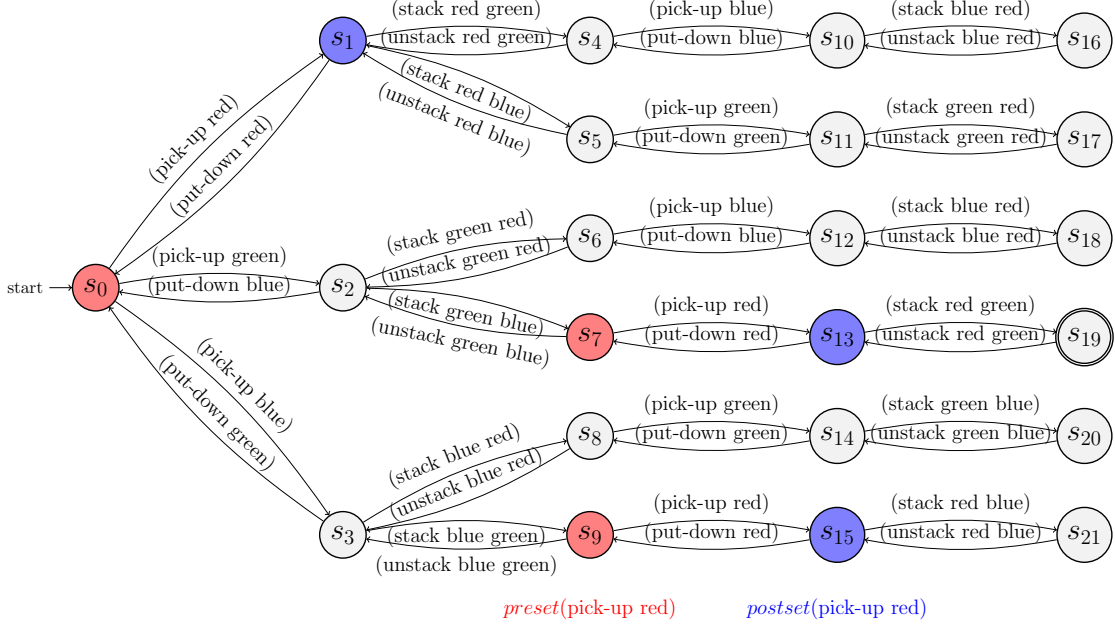 (stack red green)
(pick-up blue)
(stack blue red)
s1
(unstack red green)
s4
(put-down blue)
s10
(unstack blue red)
s16
(stack red blue)
(unstack red blue)
(pick-up green)
(stack green red)
s5
(put-down green)
s11
(unstack green red)
s17
(pick-up red)
(put-down red)
(stack green red)
(pick-up blue)
(stack blue red)
(unstack green red)
s6
(put-down blue)
s12
(unstack blue red)
s18
(pick-up green)
start
s0
(put-down blue)
s2
(stack green blue)
(unstack green blue)
(pick-up red)
(stack red green)
s7
(put-down red)
s13
(unstack red green)
s19
(pick-up blue)
(put-down green)
(stack blue red)
(unstack blue red)
(pick-up green)
(stack green blue)
s8
(put-down green)
s14
(unstack green blue)
s20
(pick-up red)
(stack red blue)
s3
(stack blue green)
(unstack blue green)
s9
(put-down red)
s15
(unstack red blue)
s21
preset(pick-up red)
postset(pick-up red)